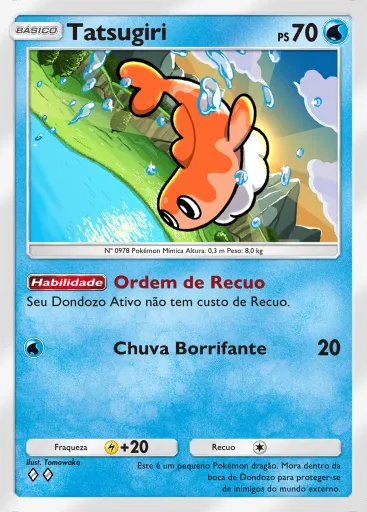 BÁSICO Tatsugiri PS 70
Nº 0978 Pokémon Mímica Altura: 0,3 m Peso: 8,0 kg
Habilidade Ordem de Recuo
Seu Dondozo Ativo não tem custo de Recuo.
Chuva Borrifante 20
Fraqueza +20 Recuo
Ilust. Tomowaka
Este é um pequeno Pokémon dragão. Mora dentro da
boca de Dondozo para proteger-se
de inimigos do mundo externo.